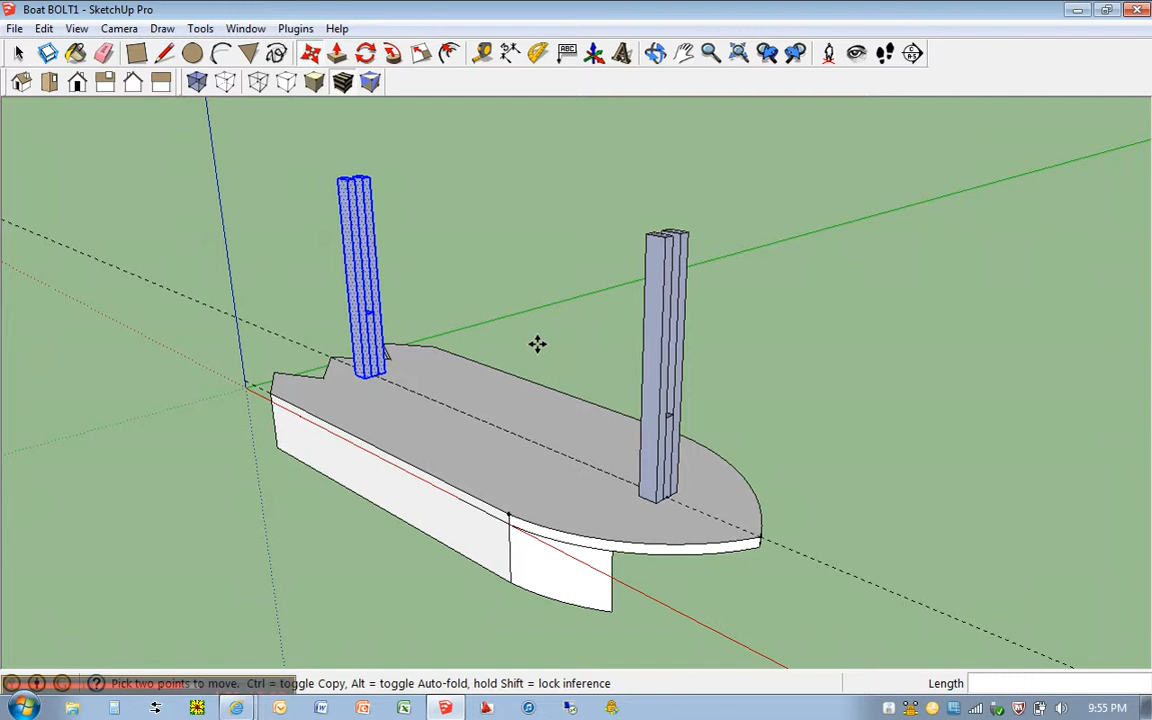 Boat BOLT1 - SketchUp Pro
File Edit View Camera Draw Tools Window Plugins Help
Pick two points to move. Ctrl = toggle Copy, Alt = toggle Auto-fold, hold Shift = lock inference
Length
9:55 PM